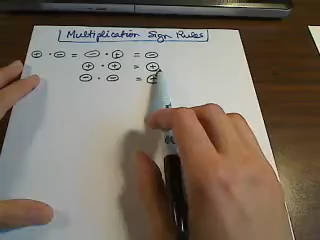 Multiplication Sign Rules
⊕ · ⊖ = ⊖ · ⊕ = ⊖
⊕ · ⊕ = ⊕
⊖ · ⊖ = ⊕